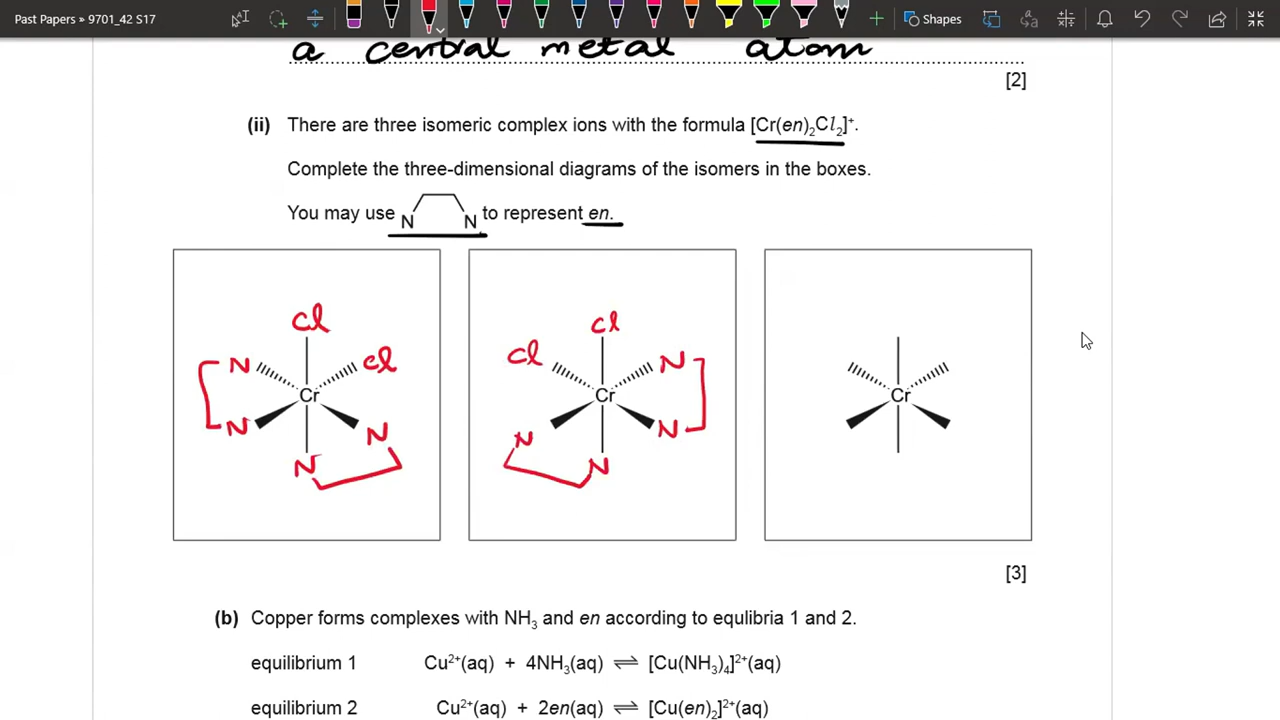 Past Papers » 9701_42 S17
Shapes
a central metal atom
[2]
(ii) There are three isomeric complex ions with the formula [Cr(en)₂Cl₂]⁺.
Complete the three-dimensional diagrams of the isomers in the boxes.
You may use N N to represent en.
Cl Cl
N Cl Cl N
Cr Cr Cr
N N N N
N N
[3]
(b) Copper forms complexes with NH₃ and en according to equlibria 1 and 2.
equilibrium 1 Cu²⁺(aq) + 4NH₃(aq) ⇌ [Cu(NH₃)₄]²⁺(aq)
equilibrium 2 Cu²⁺(aq) + 2en(aq) ⇌ [Cu(en)₂]²⁺(aq)